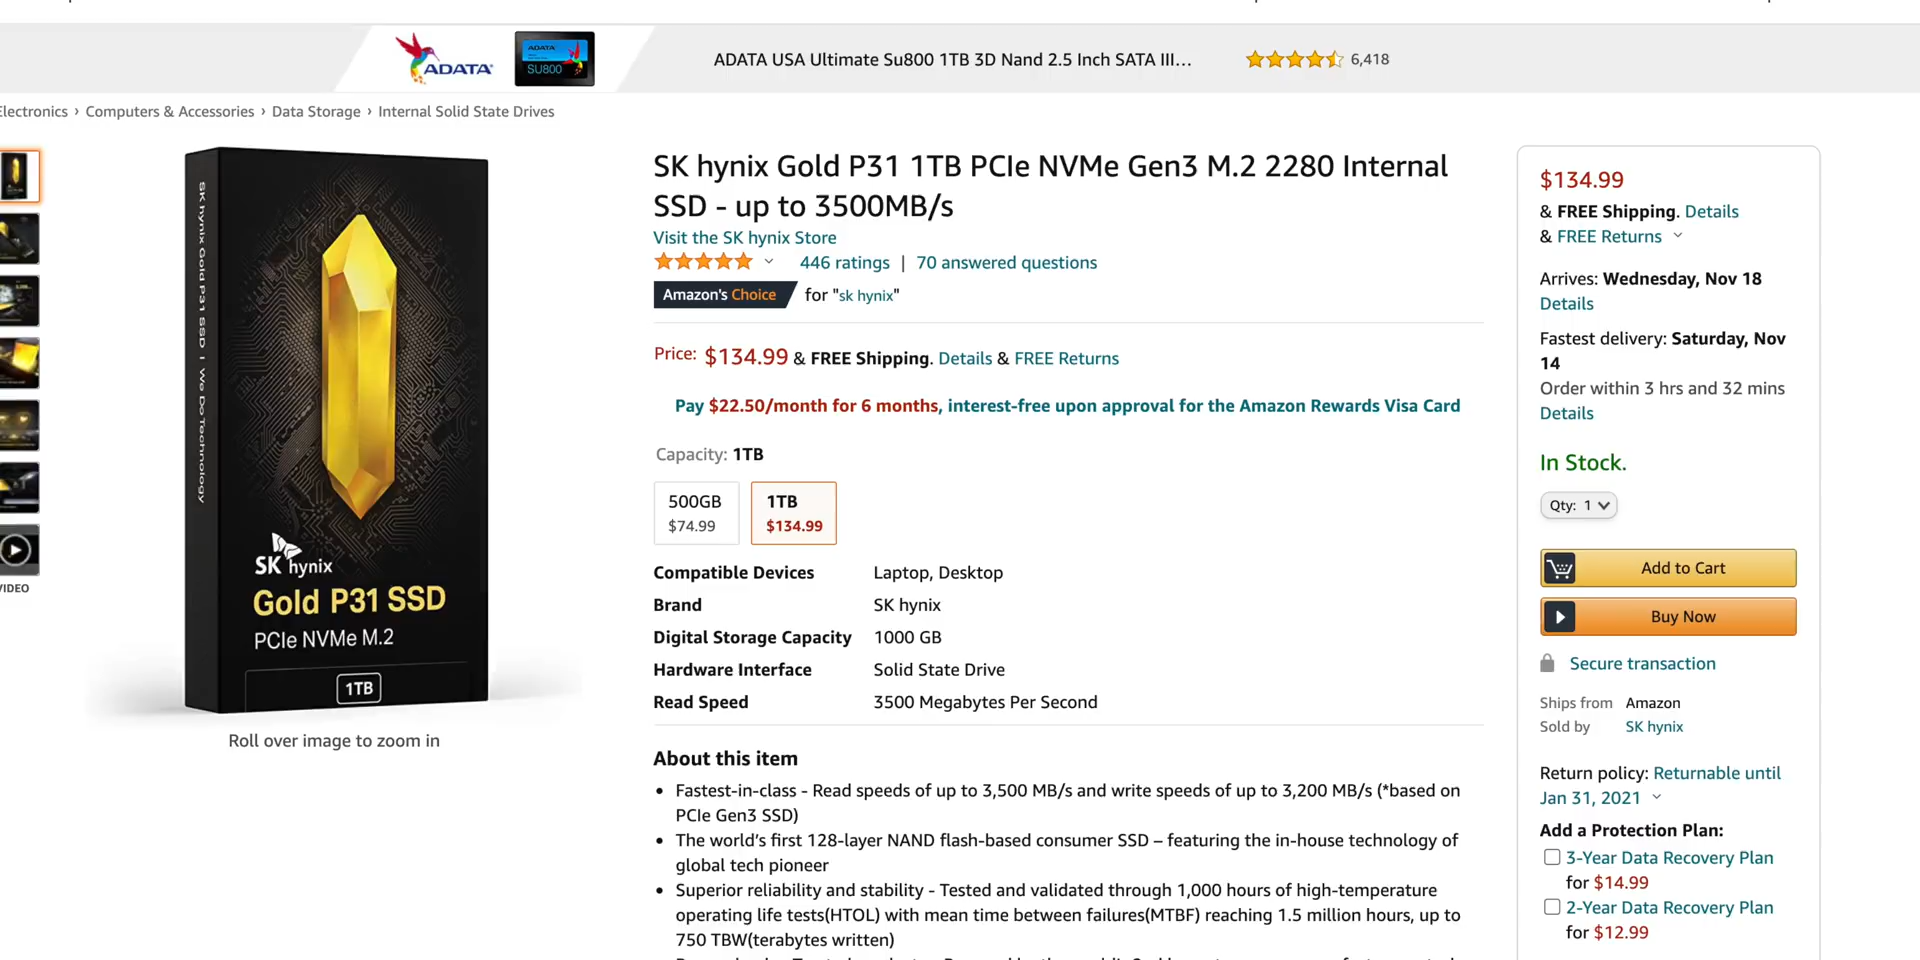 ADATA
ADATA
SU800
ADATA USA Ultimate Su800 1TB 3D Nand 2.5 Inch SATA III...
6,418
Electronics › Computers & Accessories › Data Storage › Internal Solid State Drives
SK hynix Gold P31 SSD | We Do Technology
SK hynix
Gold P31 SSD
PCIe NVMe M.2
1TB
VIDEO
Roll over image to zoom in
SK hynix Gold P31 1TB PCIe NVMe Gen3 M.2 2280 Internal
SSD - up to 3500MB/s
Visit the SK hynix Store
446 ratings | 70 answered questions
Amazon's Choice for "sk hynix"
Price: $134.99 & FREE Shipping. Details & FREE Returns
Pay $22.50/month for 6 months, interest-free upon approval for the Amazon Rewards Visa Card
Capacity: 1TB
500GB
$74.99
1TB
$134.99
Compatible Devices Laptop, Desktop
Brand SK hynix
Digital Storage Capacity 1000 GB
Hardware Interface Solid State Drive
Read Speed 3500 Megabytes Per Second
About this item
• Fastest-in-class - Read speeds of up to 3,500 MB/s and write speeds of up to 3,200 MB/s (*based on
PCIe Gen3 SSD)
• The world's first 128-layer NAND flash-based consumer SSD – featuring the in-house technology of
global tech pioneer
• Superior reliability and stability - Tested and validated through 1,000 hours of high-temperature
operating life tests(HTOL) with mean time between failures(MTBF) reaching 1.5 million hours, up to
750 TBW(terabytes written)
$134.99
& FREE Shipping. Details
& FREE Returns
Arrives: Wednesday, Nov 18
Details
Fastest delivery: Saturday, Nov
14
Order within 3 hrs and 32 mins
Details
In Stock.
Qty: 1
Add to Cart
Buy Now
Secure transaction
Ships from Amazon
Sold by SK hynix
Return policy: Returnable until
Jan 31, 2021
Add a Protection Plan:
3-Year Data Recovery Plan
for $14.99
2-Year Data Recovery Plan
for $12.99